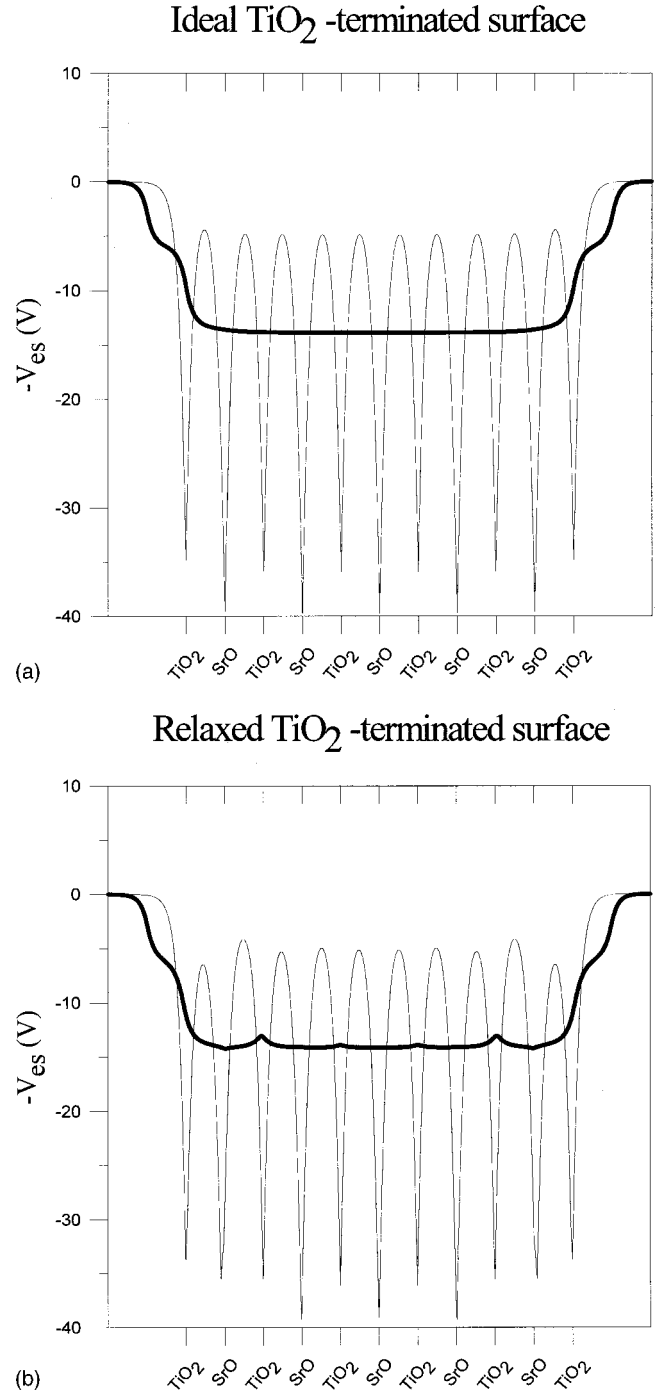 Ideal TiO2 -terminated surface
10
0
-10
-20
-30
-40
-Ves (V)
TiO2
SrO
TiO2
SrO
TiO2
SrO
TiO2
SrO
TiO2
SrO
TiO2
(a)
Relaxed TiO2 -terminated surface
10
0
-10
-20
-30
-40
-Ves (V)
TiO2
SrO
TiO2
SrO
TiO2
SrO
TiO2
SrO
TiO2
SrO
TiO2
(b)